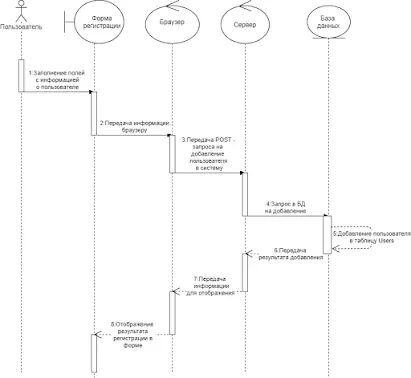 Пользователь
Форма
регистрации
Браузер
Сервер
База
данных
1:Заполнение полей
с информацией
о пользователе
2:Передача информации
браузеру
3:Передача POST -
запроса на
добавление
пользователя
в систему
4:Запрос в БД
на добавление
5:Добавление пользователя
в таблицу Users
6:Передача
результата добавления
7:Передача
информации
для отображения
8:Отображение
результата
регистрации в
форме